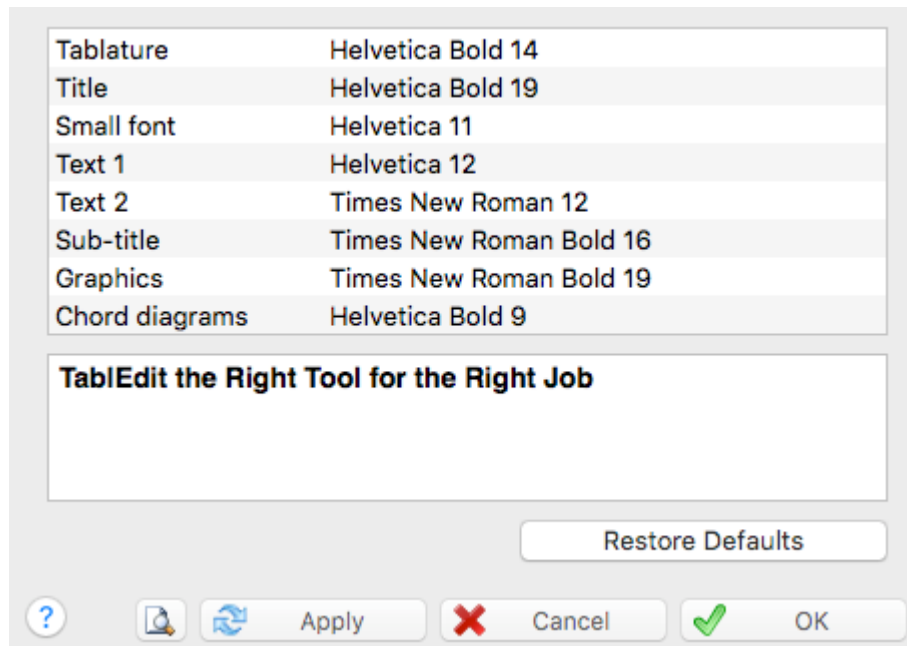 Tablature Helvetica Bold 14
Title Helvetica Bold 19
Small font Helvetica 11
Text 1 Helvetica 12
Text 2 Times New Roman 12
Sub-title Times New Roman Bold 16
Graphics Times New Roman Bold 19
Chord diagrams Helvetica Bold 9
TablEdit the Right Tool for the Right Job
Restore Defaults
? Apply Cancel OK